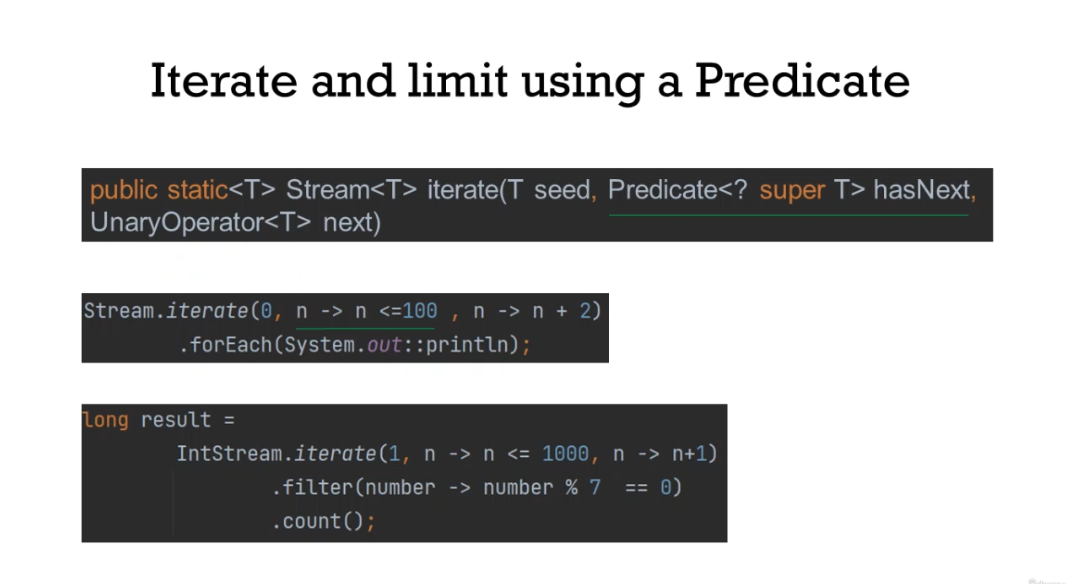 Iterate and limit using a Predicate
public static<T> Stream<T> iterate(T seed, Predicate<? super T> hasNext,
UnaryOperator<T> next)
Stream.iterate(0, n -> n <=100 , n -> n + 2)
.forEach(System.out::println);
long result =
IntStream.iterate(1, n -> n <= 1000, n -> n+1)
.filter(number -> number % 7 == 0)
.count();